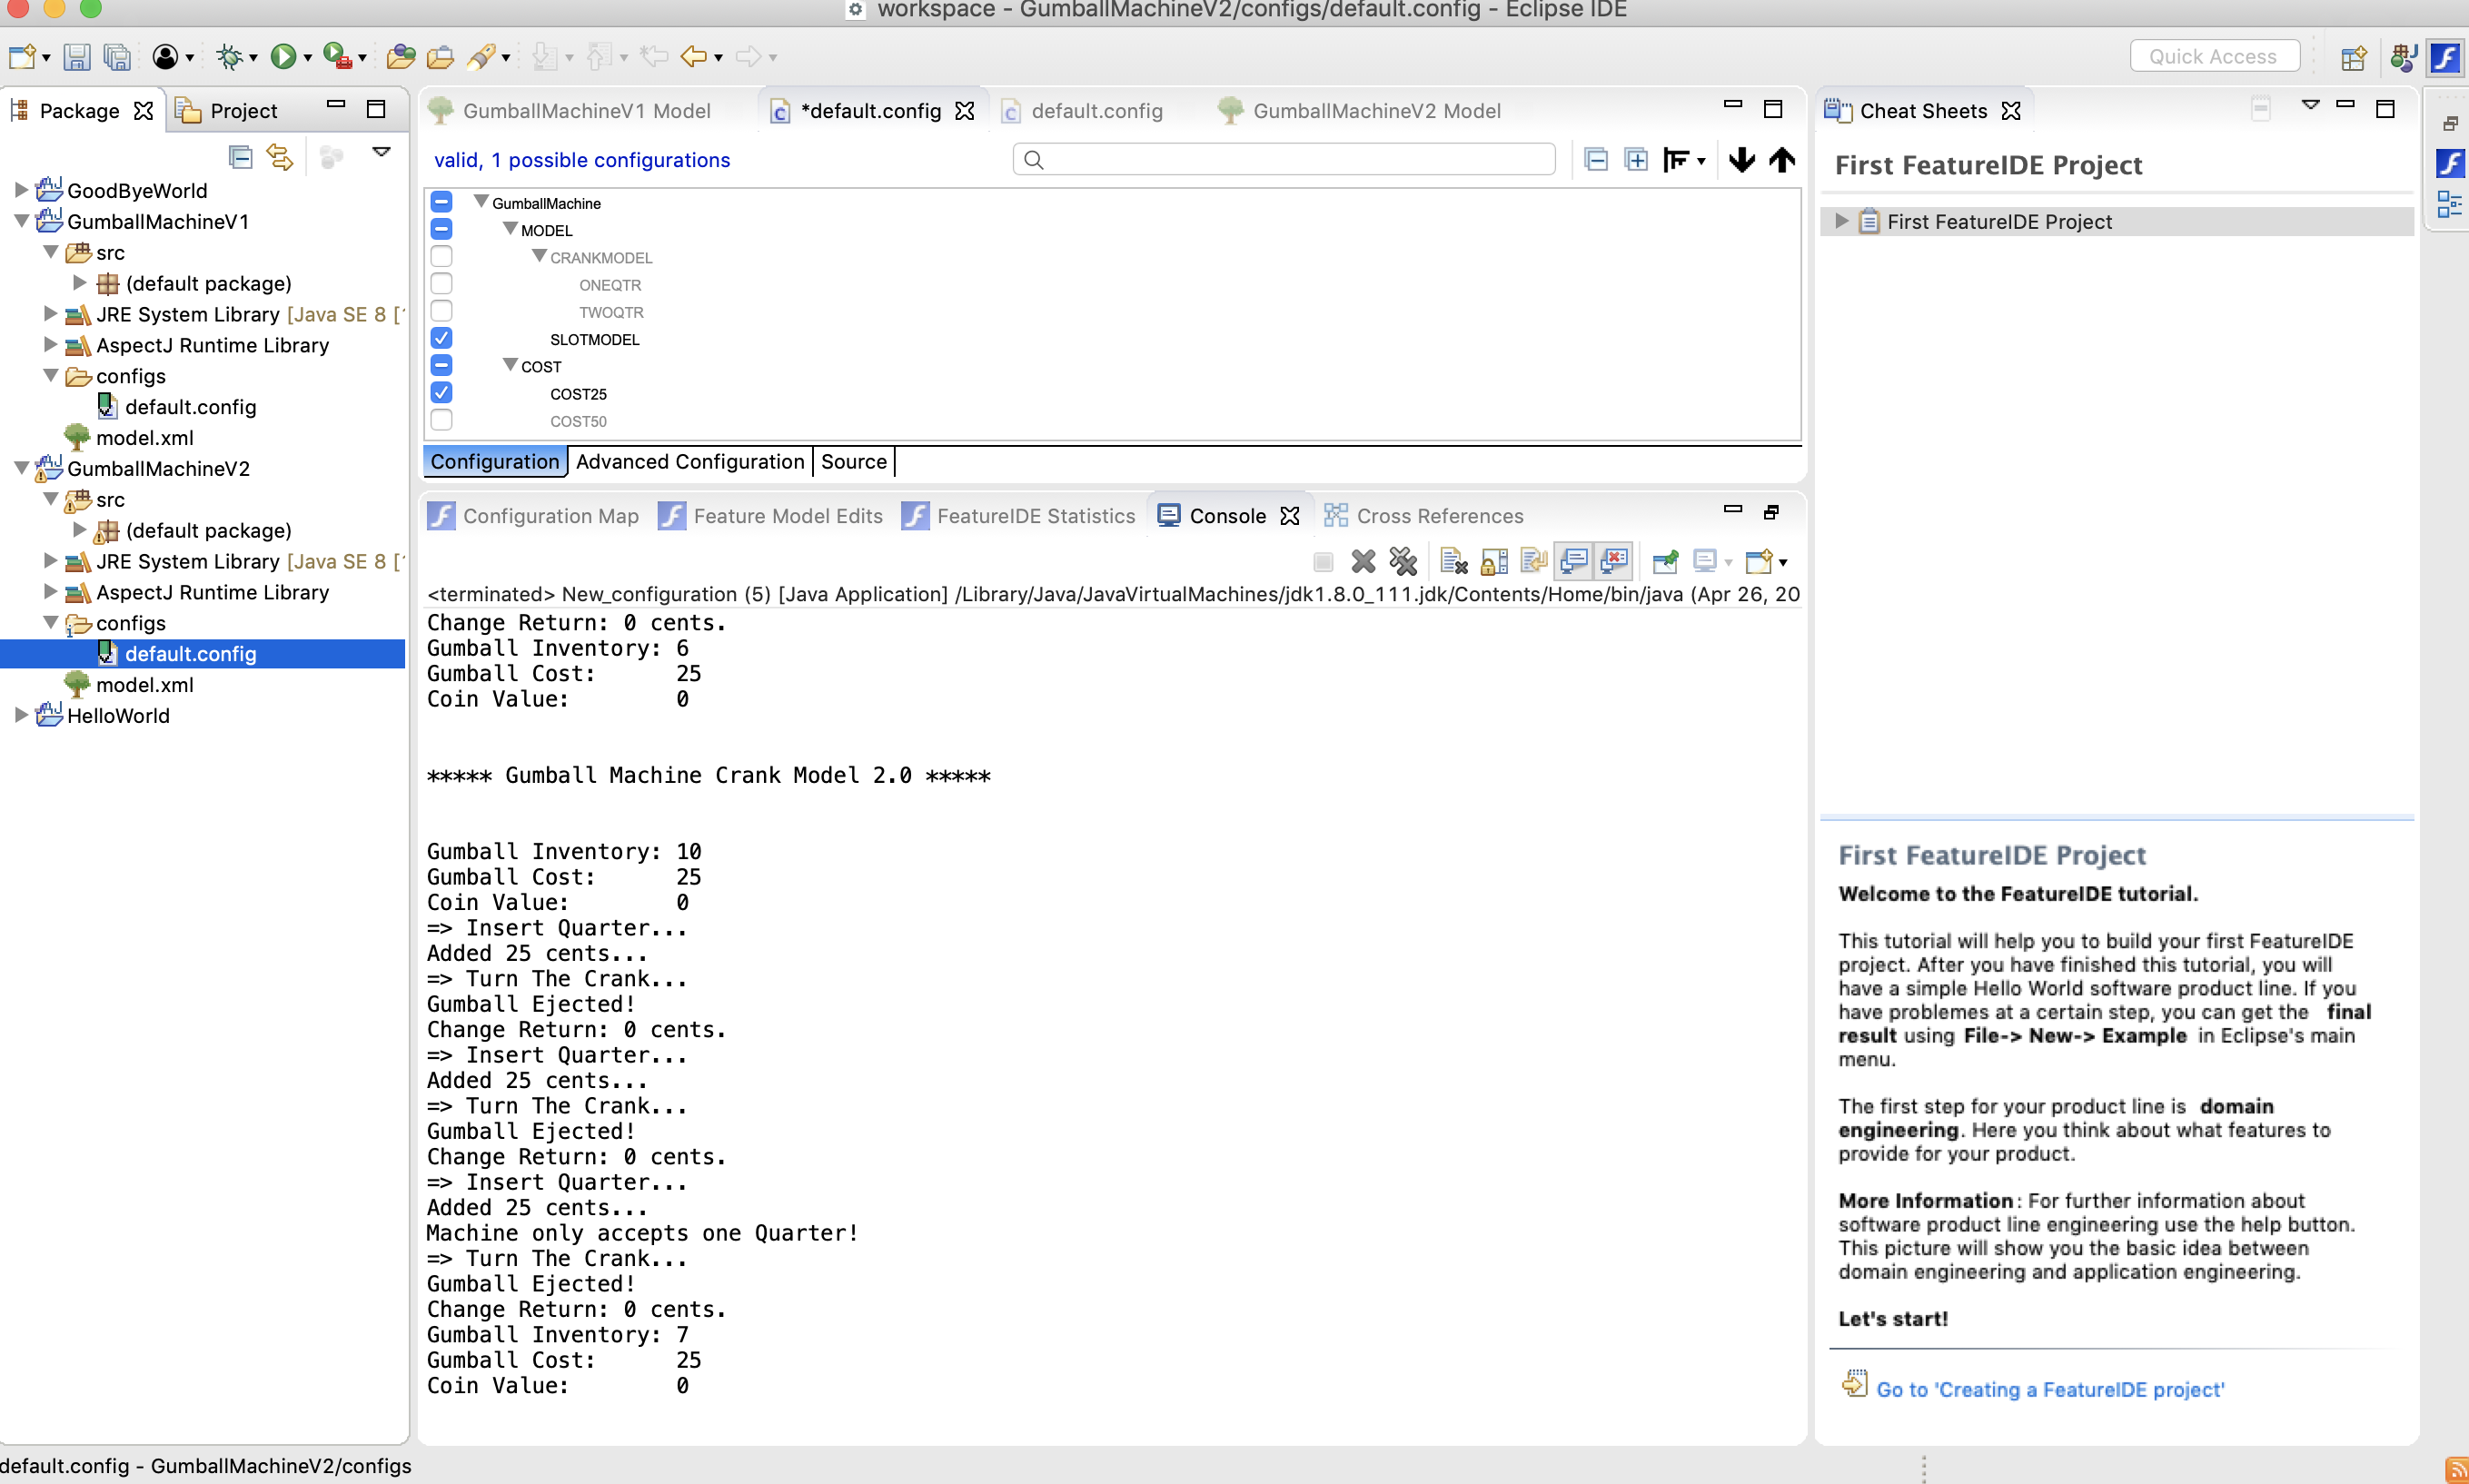 workspace - GumballMachineV2/configs/default.config - Eclipse IDE
Quick Access
Package
Project
GoodByeWorld
GumballMachineV1
src
(default package)
JRE System Library [Java SE 8 [
AspectJ Runtime Library
configs
default.config
model.xml
GumballMachineV2
src
(default package)
JRE System Library [Java SE 8 [
AspectJ Runtime Library
configs
default.config
model.xml
HelloWorld
GumballMachineV1 Model
*default.config
default.config
GumballMachineV2 Model
valid, 1 possible configurations
GumballMachine
MODEL
CRANKMODEL
ONEQTR
TWOQTR
SLOTMODEL
COST
COST25
COST50
Configuration
Advanced Configuration
Source
Configuration Map
Feature Model Edits
FeatureIDE Statistics
Console
Cross References
<terminated> New_configuration (5) [Java Application] /Library/Java/JavaVirtualMachines/jdk1.8.0_111.jdk/Contents/Home/bin/java (Apr 26, 20
Change Return: 0 cents.
Gumball Inventory: 6
Gumball Cost: 25
Coin Value: 0
***** Gumball Machine Crank Model 2.0 *****
Gumball Inventory: 10
Gumball Cost: 25
Coin Value: 0
=> Insert Quarter...
Added 25 cents...
=> Turn The Crank...
Gumball Ejected!
Change Return: 0 cents.
=> Insert Quarter...
Added 25 cents...
=> Turn The Crank...
Gumball Ejected!
Change Return: 0 cents.
=> Insert Quarter...
Added 25 cents...
Machine only accepts one Quarter!
=> Turn The Crank...
Gumball Ejected!
Change Return: 0 cents.
Gumball Inventory: 7
Gumball Cost: 25
Coin Value: 0
Cheat Sheets
First FeatureIDE Project
First FeatureIDE Project
First FeatureIDE Project
Welcome to the FeatureIDE tutorial.
This tutorial will help you to build your first FeatureIDE
project. After you have finished this tutorial, you will
have a simple Hello World software product line. If you
have problemes at a certain step, you can get the final
result using File-> New-> Example in Eclipse's main
menu.
The first step for your product line is domain
engineering. Here you think about what features to
provide for your product.
More Information: For further information about
software product line engineering use the help button.
This picture will show you the basic idea between
domain engineering and application engineering.
Let's start!
Go to 'Creating a FeatureIDE project'
default.config - GumballMachineV2/configs